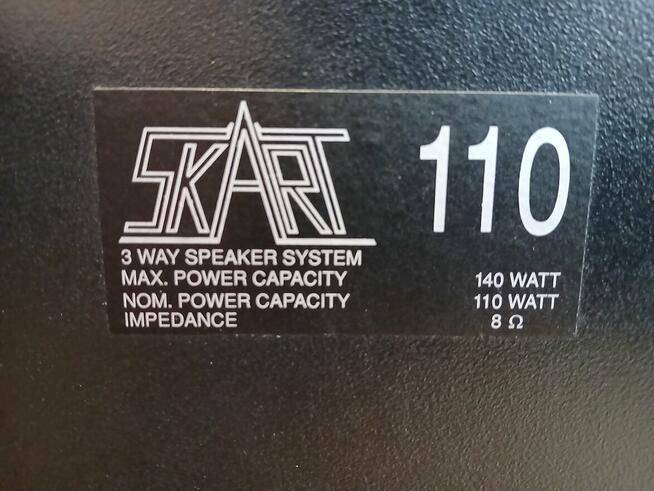 SKART 110
3 WAY SPEAKER SYSTEM
MAX. POWER CAPACITY 140 WATT
NOM. POWER CAPACITY 110 WATT
IMPEDANCE 8 Ω